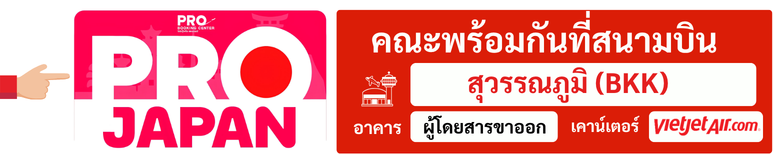 PRO
BOOKING CENTER
PRO
JAPAN
คณะพร้อมกันที่สนามบิน
สุวรรณภูมิ (BKK)
อาคาร ผู้โดยสารขาออก เคาน์เตอร์ vietjetAir.com